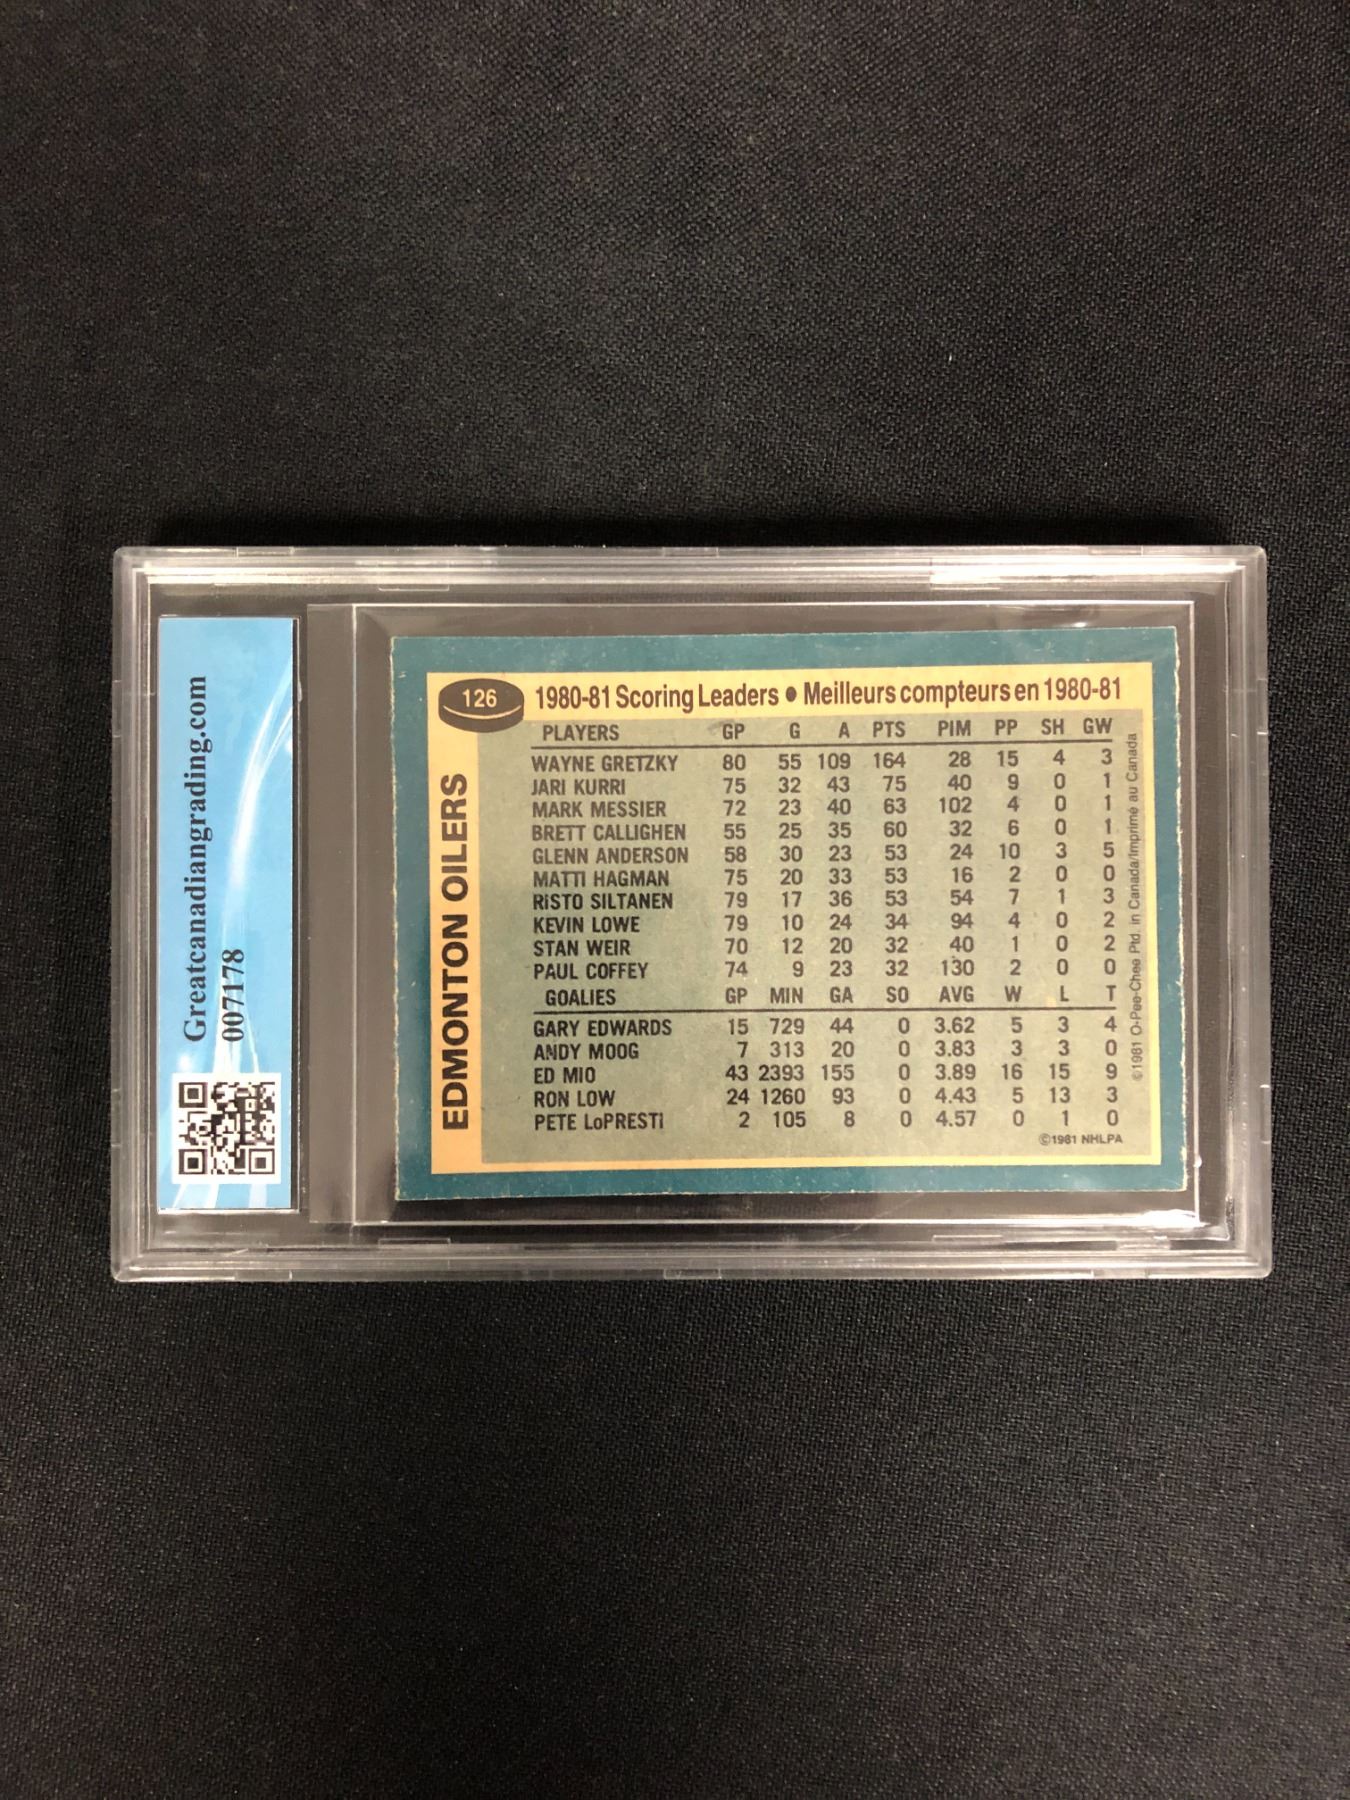 Greatcanadiangrading.com
007178
126
1980-81 Scoring Leaders • Meilleurs compteurs en 1980-81
EDMONTON OILERS
PLAYERS GP G A PTS PIM PP SH GW
WAYNE GRETZKY 80 55 109 164 28 15 4 3
JARI KURRI 75 32 43 75 40 9 0 1
MARK MESSIER 72 23 40 63 102 4 0 1
BRETT CALLIGHEN 55 25 35 60 32 6 0 1
GLENN ANDERSON 58 30 23 53 24 10 3 5
MATTI HAGMAN 75 20 33 53 16 2 0 0
RISTO SILTANEN 79 17 36 53 54 7 1 3
KEVIN LOWE 79 10 24 34 94 4 0 2
STAN WEIR 70 12 20 32 40 1 0 2
PAUL COFFEY 74 9 23 32 130 2 0 0
GOALIES GP MIN GA SO AVG W L T
GARY EDWARDS 15 729 44 0 3.62 5 3 4
ANDY MOOG 7 313 20 0 3.83 3 3 0
ED MIO 43 2393 155 0 3.89 16 15 9
RON LOW 24 1260 93 0 4.43 5 13 3
PETE LoPRESTI 2 105 8 0 4.57 0 1 0
©1981 NHLPA
©1981 O-Pee-Chee Ptd. in Canada/Imprimé au Canada